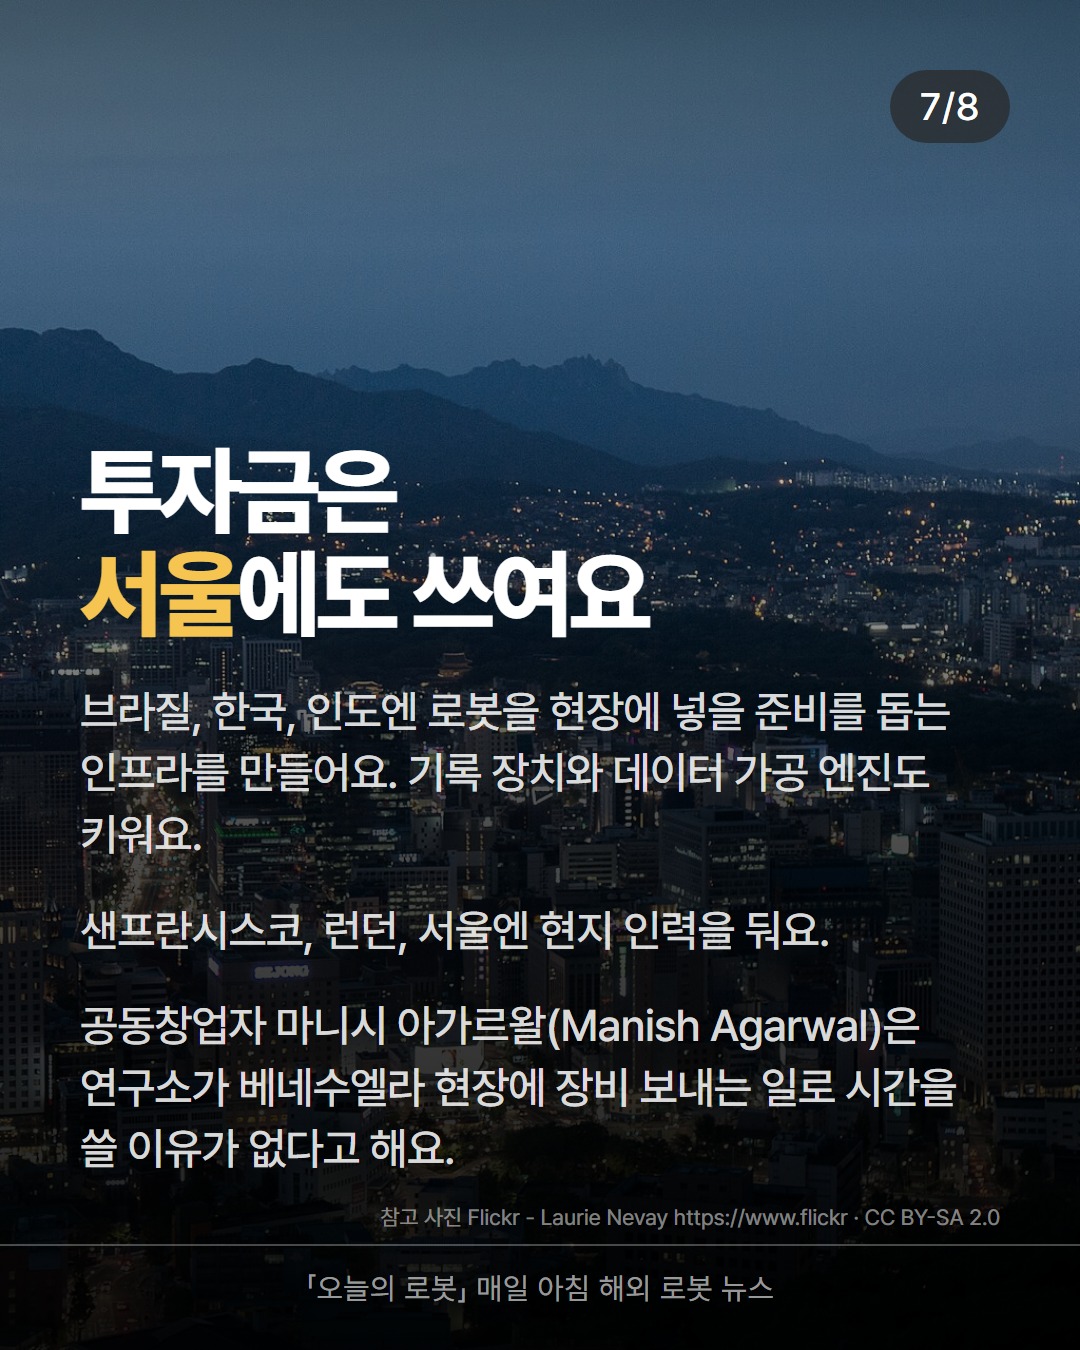 7/8
투자금은
서울에도 쓰여요
브라질, 한국, 인도엔 로봇을 현장에 넣을 준비를 돕는
인프라를 만들어요. 기록 장치와 데이터 가공 엔진도
키워요.
샌프란시스코, 런던, 서울엔 현지 인력을 둬요.
SEJONG
공동창업자 마니시 아가르왈(Manish Agarwal)은
연구소가 베네수엘라 현장에 장비 보내는 일로 시간을
쓸 이유가 없다고 해요.
참고 사진 Flickr - Laurie Nevay https://www.flickr · CC BY-SA 2.0
「오늘의 로봇」 매일 아침 해외 로봇 뉴스